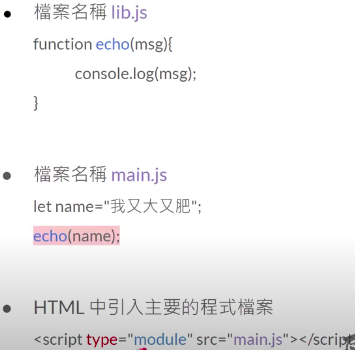 檔案名稱 lib.js
function echo(msg){
console.log(msg);
}
檔案名稱 main.js
let name="我又大又肥";
echo(name);
HTML 中引入主要的程式檔案
<script type="module" src="main.js"></script